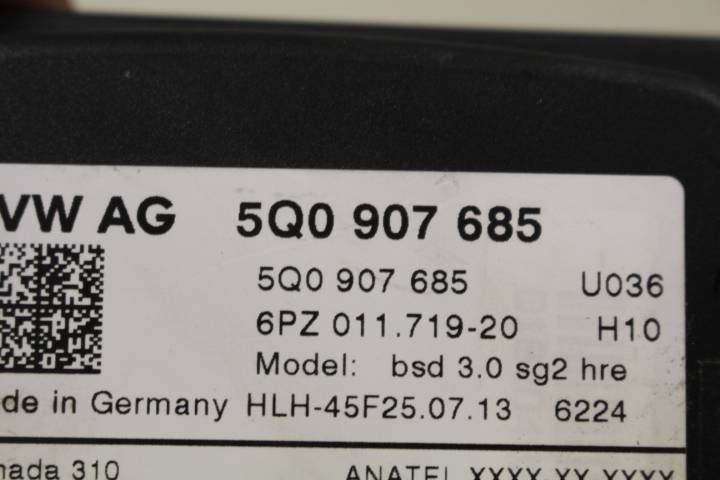 VW AG 5Q0 907 685
5Q0 907 685 U036
6PZ 011.719-20 H10
Model: bsd 3.0 sg2 hre
de in Germany HLH-45F25.07.13 6224
nada 310 ANATEL XXXX XX XXXX